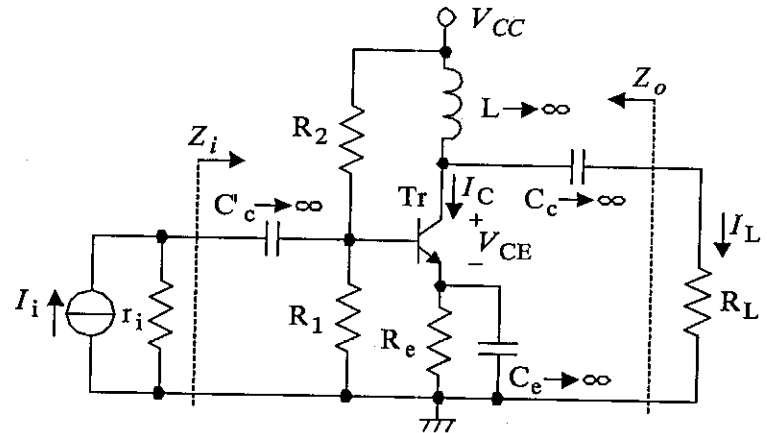 V_CC
Z_o
R_2
L→∞
Z_i
C'_c→∞
Tr
I_C
C_c→∞
+
V_CE
−
I_L
I_i
r_i
R_1
R_e
C_e→∞
R_L